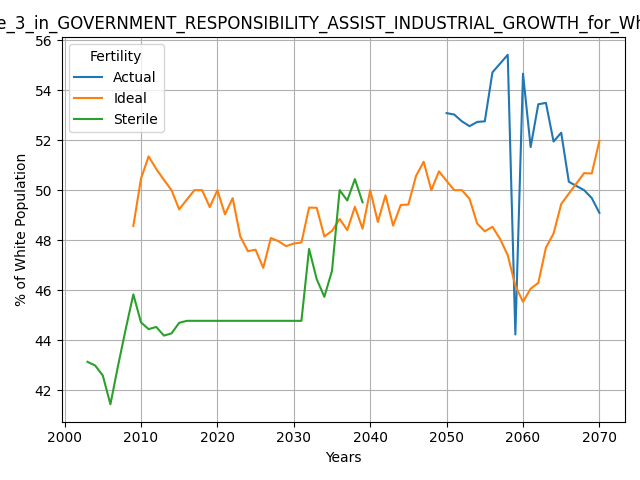 e_3_in_GOVERNMENT_RESPONSIBILITY_ASSIST_INDUSTRIAL_GROWTH_for_Wh
Fertility
Actual
Ideal
Sterile
% of White Population
56
54
52
50
48
46
44
42
2000 2010 2020 2030 2040 2050 2060 2070
Years